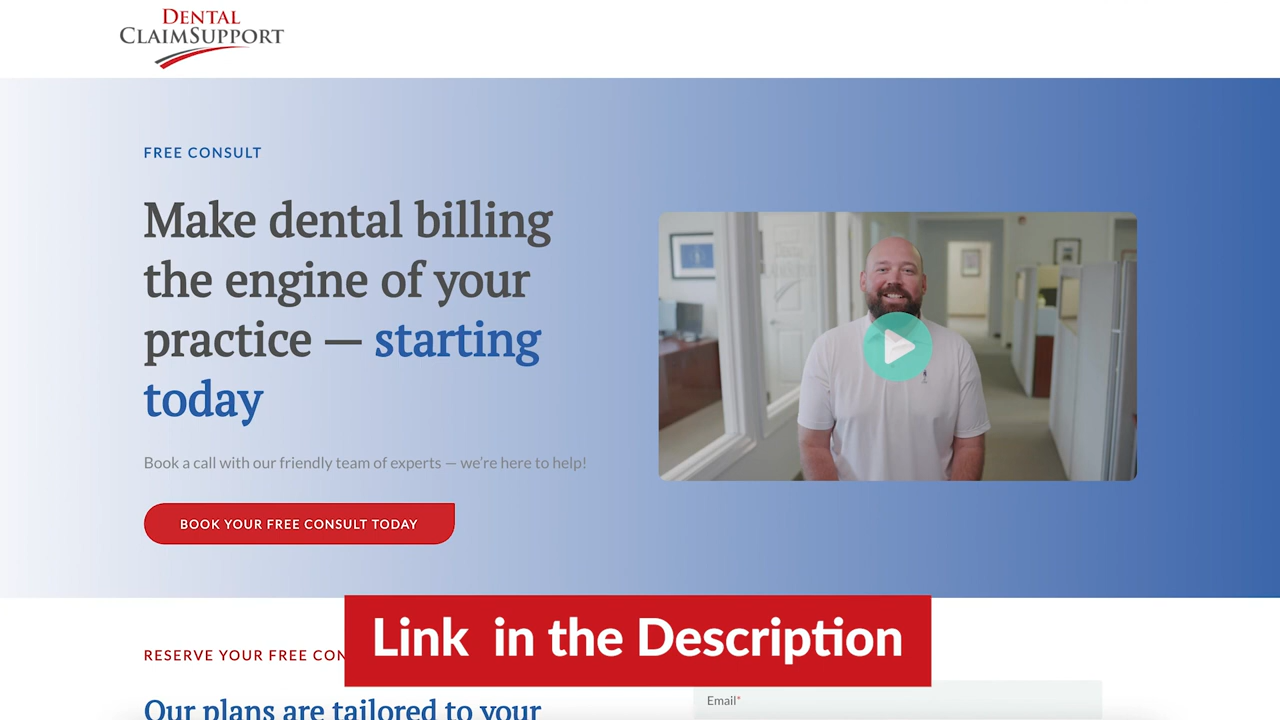 DENTAL
CLAIMSUPPORT
FREE CONSULT
Make dental billing
the engine of your
practice — starting
today
Book a call with our friendly team of experts — we're here to help!
BOOK YOUR FREE CONSULT TODAY
Link in the Description
RESERVE YOUR FREE CON
Email*
Our plans are tailored to your